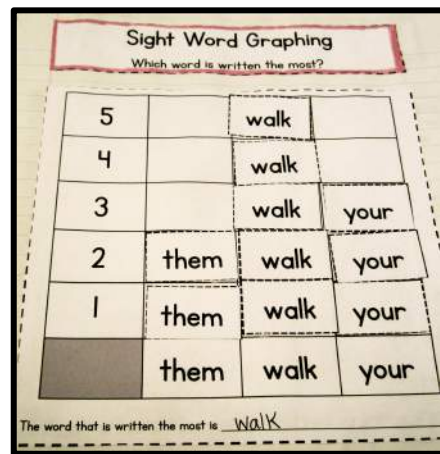 Sight Word Graphing
Which word is written the most?
5 walk
4 walk
3 walk your
2 them walk your
1 them walk your
them walk your
The word that is written the most is walk